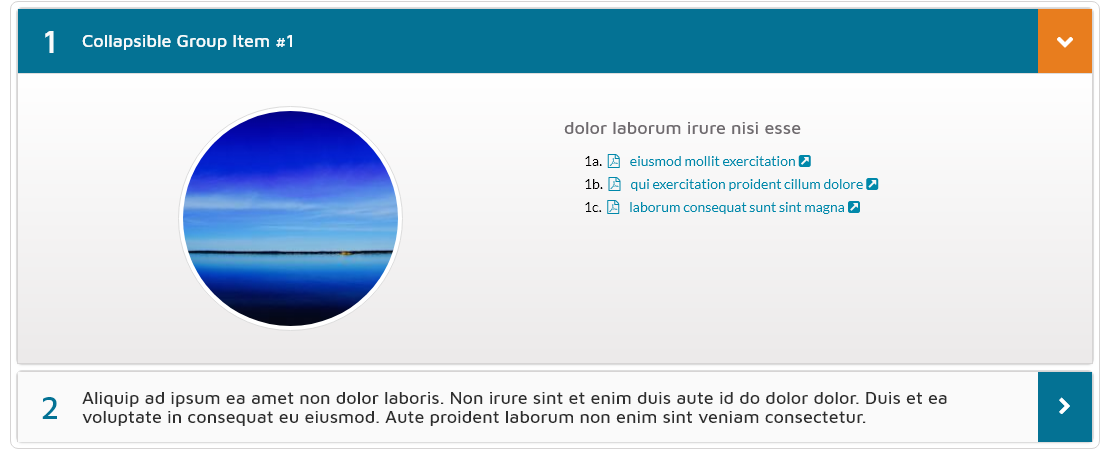 1 Collapsible Group Item #1
dolor laborum irure nisi esse
1a. eiusmod mollit exercitation
1b. qui exercitation proident cillum dolore
1c. laborum consequat sunt sint magna
2 Aliquip ad ipsum ea amet non dolor laboris. Non irure sint et enim duis aute id do dolor dolor. Duis et ea
voluptate in consequat eu eiusmod. Aute proident laborum non enim sint veniam consectetur.